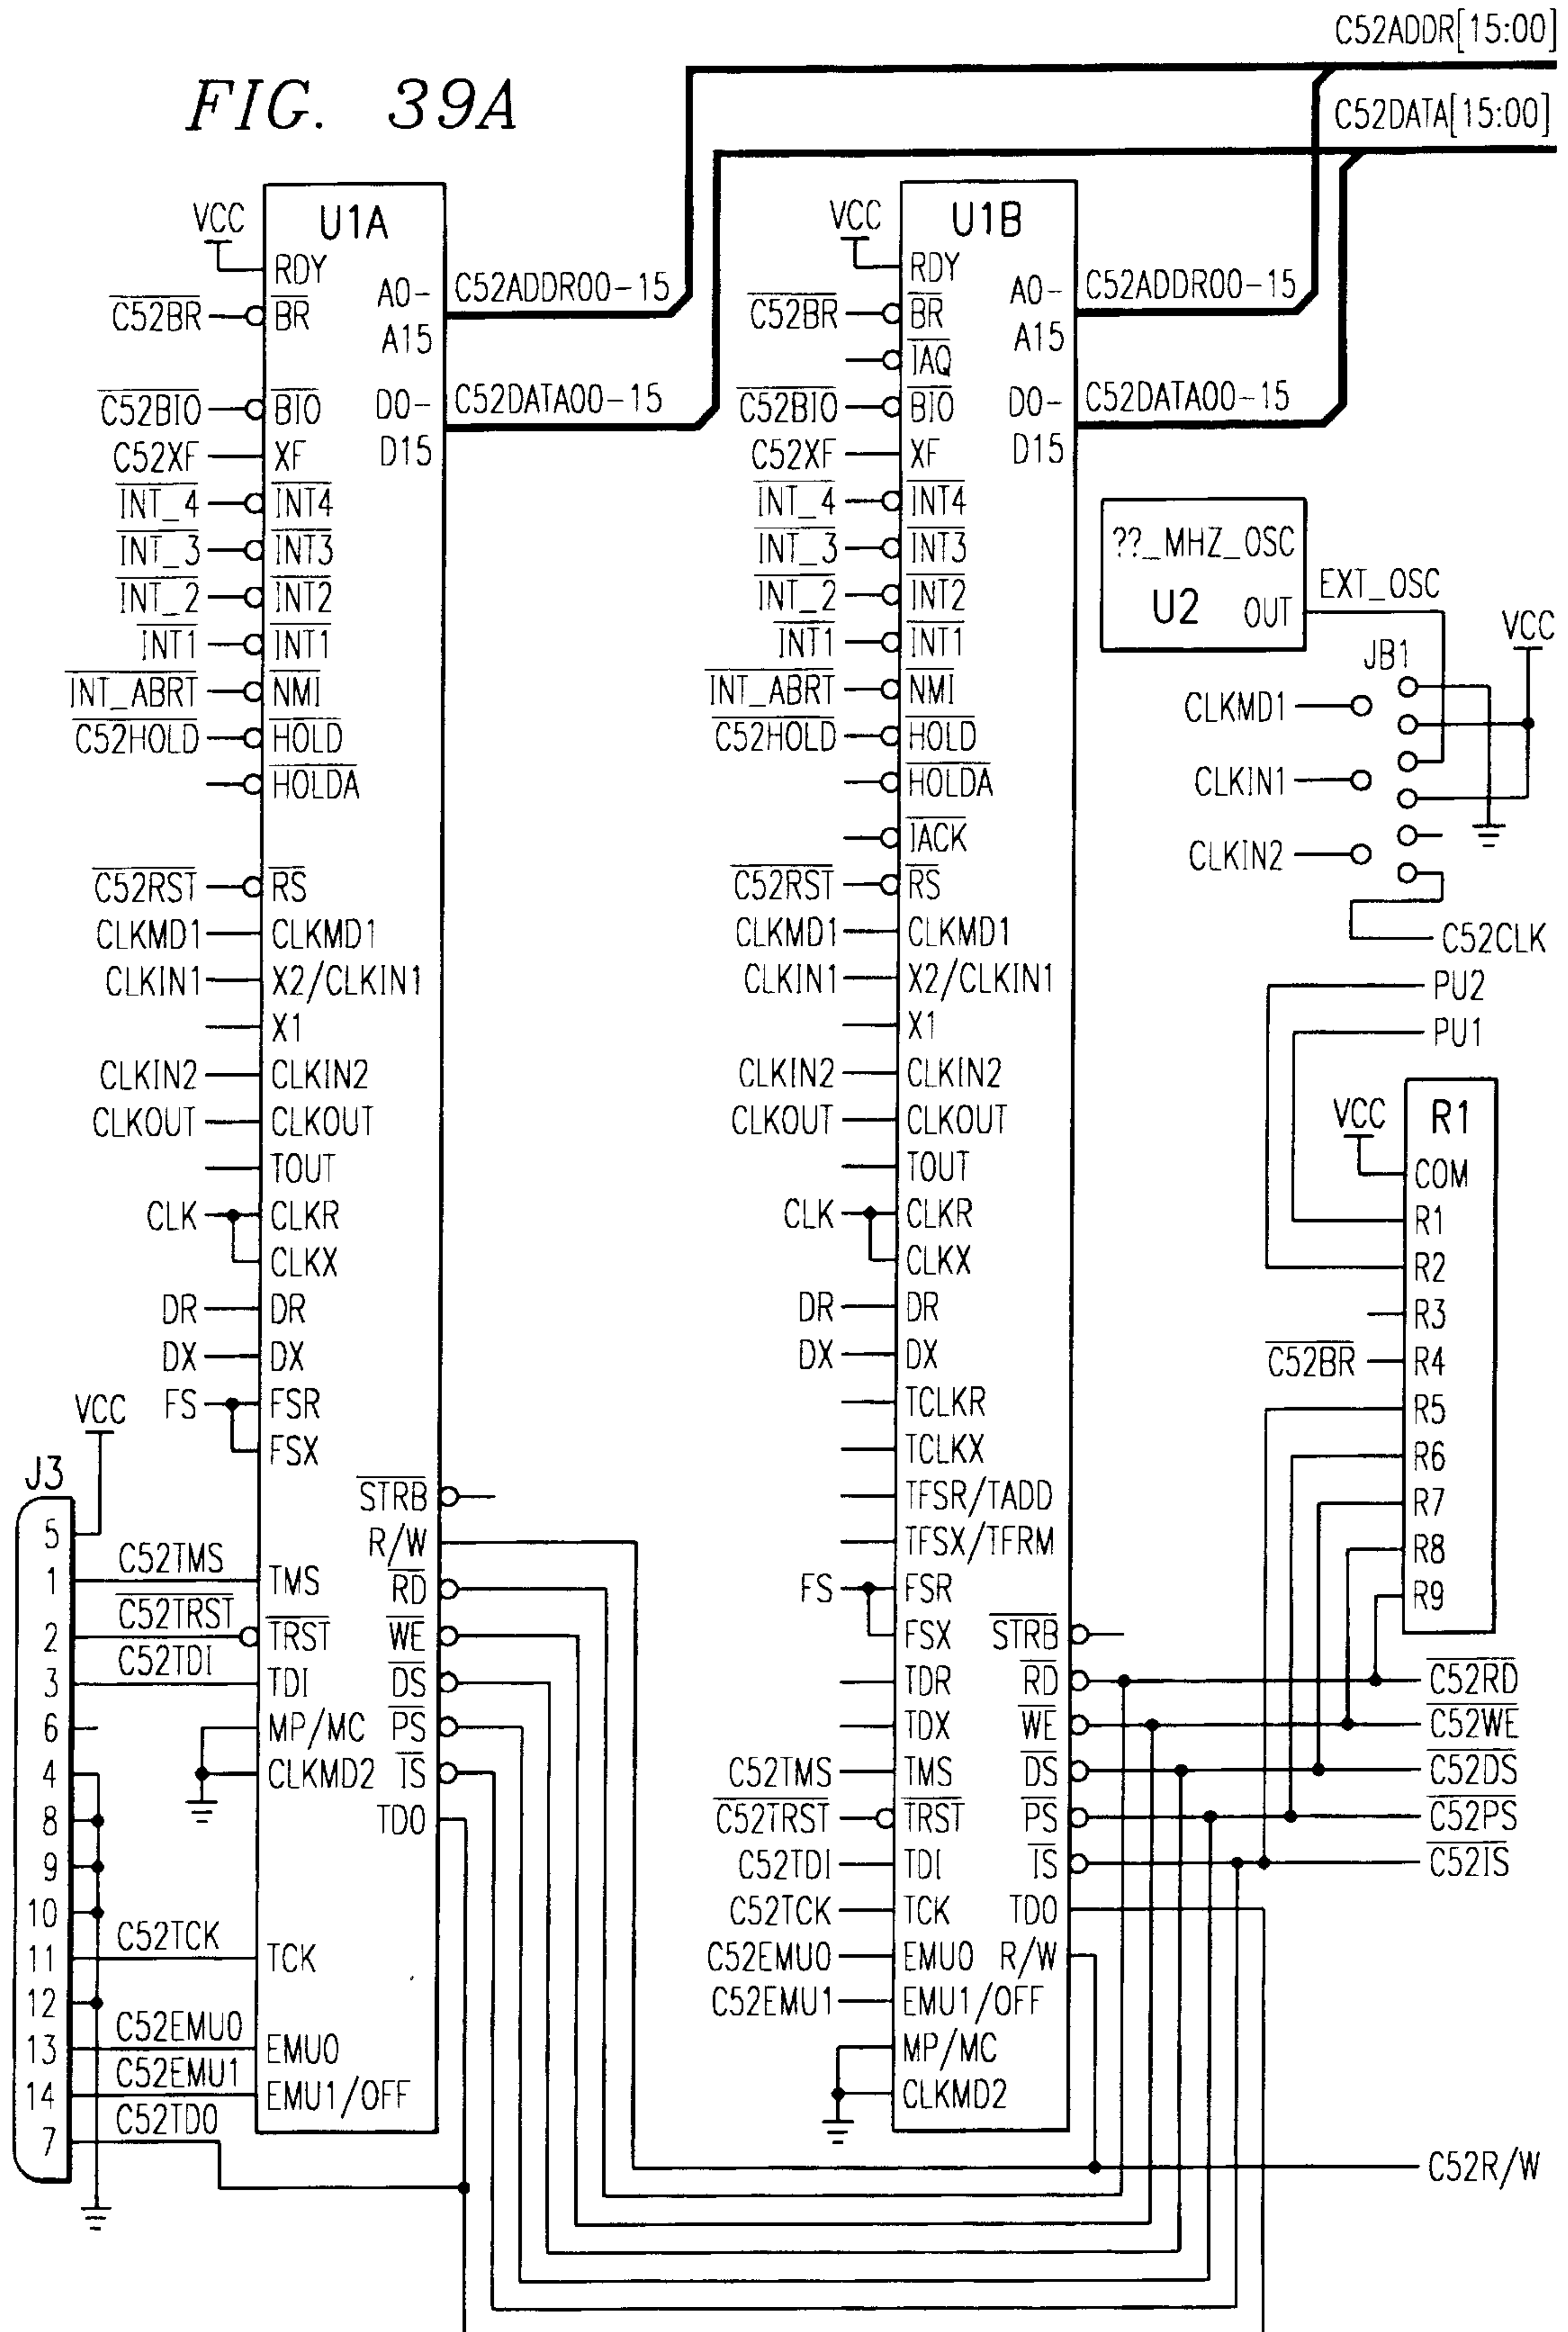 FIG. 39A
C52ADDR[15:00]
C52DATA[15:00]
VCC
U1A
RDY
C52BR
BR
A0-
A15
C52ADDR00-15
C52BIO
BIO
D0-
D15
C52DATA00-15
C52XF
XF
INT_4
INT4
INT_3
INT3
INT_2
INT2
INT1
INT1
INT_ABRT
NMI
C52HOLD
HOLD
HOLDA
C52RST
RS
CLKMD1
CLKMD1
CLKIN1
X2/CLKIN1
X1
CLKIN2
CLKIN2
CLKOUT
CLKOUT
TOUT
CLK
CLKR
CLKX
DR
DR
DX
DX
FS
FSR
FSX
STRB
R/W
TMS
RD
TRST
WE
TDI
DS
MP/MC
PS
CLKMD2
IS
TDO
TCK
EMU0
EMU1/OFF
VCC
J3
5
1
C52TMS
2
C52TRST
3
C52TDI
6
4
8
9
10
11
C52TCK
12
13
C52EMU0
14
C52EMU1
7
C52TDO
VCC
U1B
RDY
C52BR
BR
A0-
A15
C52ADDR00-15
IAQ
C52BIO
BIO
D0-
D15
C52DATA00-15
C52XF
XF
INT_4
INT4
INT_3
INT3
INT_2
INT2
INT1
INT1
INT_ABRT
NMI
C52HOLD
HOLD
HOLDA
IACK
C52RST
RS
CLKMD1
CLKMD1
CLKIN1
X2/CLKIN1
X1
CLKIN2
CLKIN2
CLKOUT
CLKOUT
TOUT
CLK
CLKR
CLKX
DR
DR
DX
DX
TCLKR
TCLKX
TFSR/TADD
TFSX/TFRM
FS
FSR
FSX
STRB
TDR
RD
TDX
WE
C52TMS
TMS
DS
C52TRST
TRST
PS
C52TDI
TDI
IS
C52TCK
TCK
TDO
C52EMU0
EMU0
R/W
C52EMU1
EMU1/OFF
MP/MC
CLKMD2
??_MHZ_OSC
U2
OUT
EXT_OSC
JB1
VCC
CLKMD1
CLKIN1
CLKIN2
C52CLK
PU2
PU1
VCC
R1
COM
R1
R2
R3
C52BR
R4
R5
R6
R7
R8
R9
C52RD
C52WE
C52DS
C52PS
C52IS
C52R/W